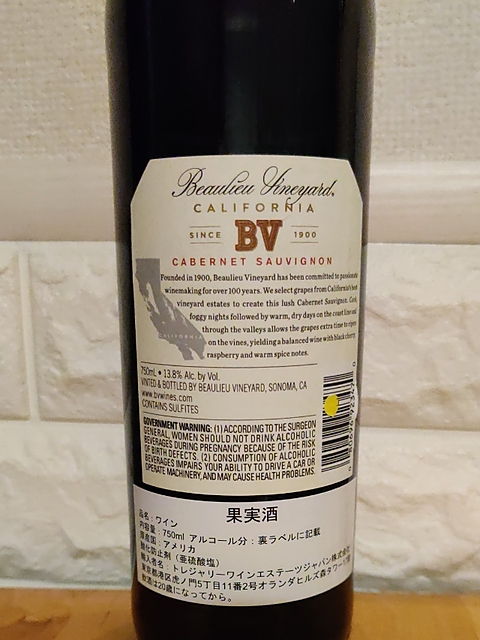 Beaulieu Vineyard
CALIFORNIA
SINCE BV 1900
CABERNET SAUVIGNON
Founded in 1900, Beaulieu Vineyard has been committed to passionate
winemaking for over 100 years. We select grapes from California's best
vineyard estates to create this lush Cabernet Sauvignon. Cool,
foggy nights followed by warm, dry days on the coast line and
through the valleys allows the grapes extra time to ripen
on the vines, yielding a balanced wine with black cherry,
raspberry and warm spice notes.
CALIFORNIA
750mL • 13.8% Alc. by Vol.
VINTED & BOTTLED BY BEAULIEU VINEYARD, SONOMA, CA
www.bvwines.com
CONTAINS SULFITES
GOVERNMENT WARNING: (1) ACCORDING TO THE SURGEON
GENERAL, WOMEN SHOULD NOT DRINK ALCOHOLIC
BEVERAGES DURING PREGNANCY BECAUSE OF THE RISK
OF BIRTH DEFECTS. (2) CONSUMPTION OF ALCOHOLIC
BEVERAGES IMPAIRS YOUR ABILITY TO DRIVE A CAR OR
OPERATE MACHINERY, AND MAY CAUSE HEALTH PROBLEMS.
果実酒
品名:ワイン
内容量:750ml アルコール分:裏ラベルに記載
原産国:アメリカ
酸化防止剤(亜硫酸塩)
輸入者名:トレジャリーワインエステーツジャパン株式会社
東京都港区虎ノ門5丁目11番2号オランダヒルズ森タワー
飲酒は20歳になってから。